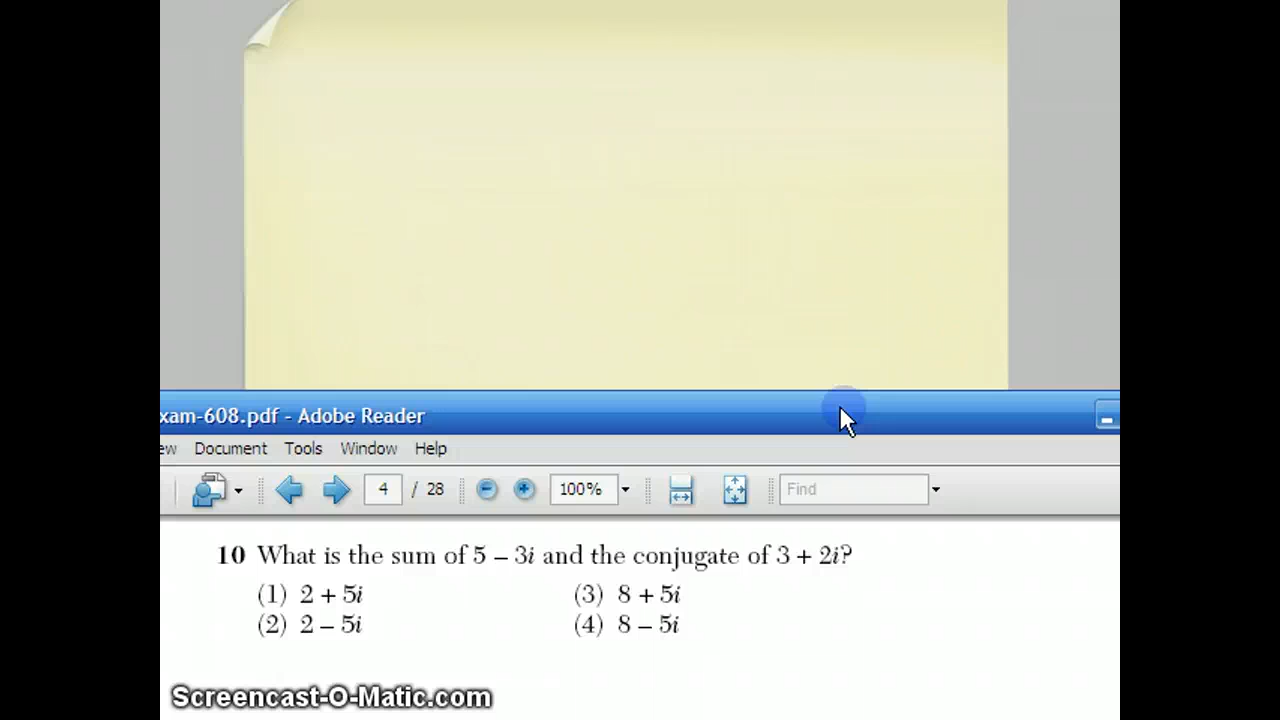 xam-608.pdf - Adobe Reader
ew Document Tools Window Help
4 / 28 100% Find
10 What is the sum of 5 – 3i and the conjugate of 3 + 2i?
(1) 2 + 5i (3) 8 + 5i
(2) 2 – 5i (4) 8 – 5i
Screencast-O-Matic.com